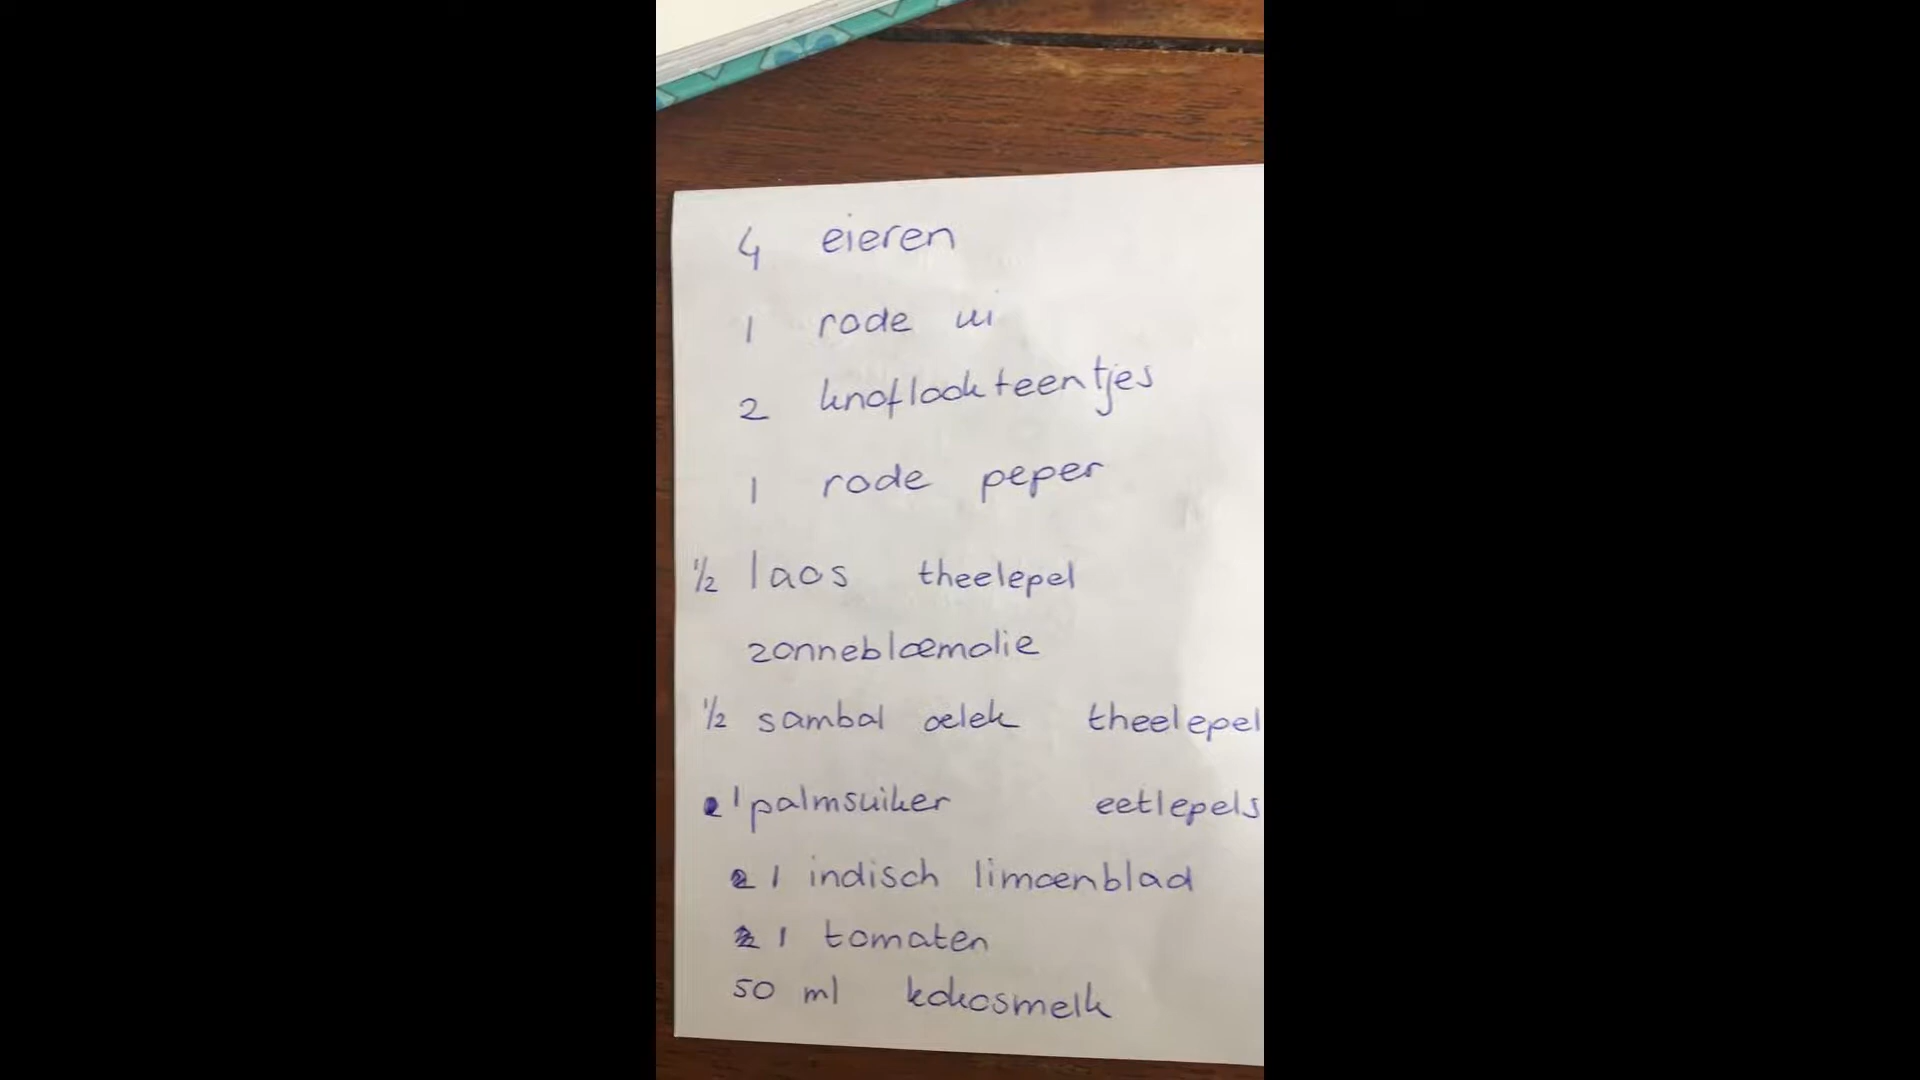 4 eieren
1 rode ui
2 knoflookteentjes
1 rode peper
1/2 laos theelepel
zonnebloemolie
1/2 sambal oelek theelepel
1 palmsuiker eetlepels
1 indisch limoenblad
1 tomaten
50 ml kokosmelk